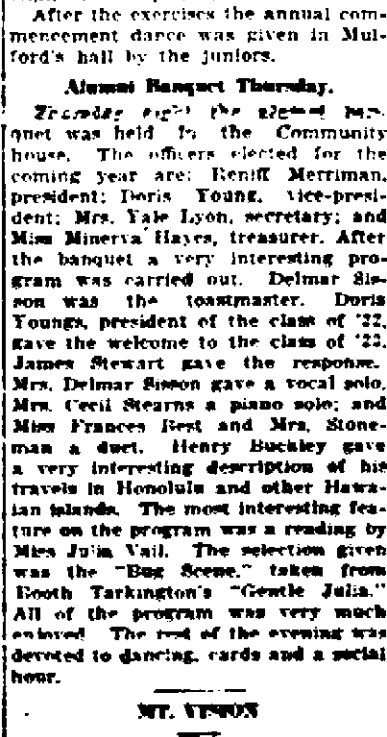 After the exercises the annual com-
mencement dance was given in Mul-
ford's hall by the juniors.
Alumni Banquet Thursday.
Thursday night the alumni ban-
quet was held in the Community
house. The officers elected for the
coming year are: Reniff Merriman,
president; Doris Young, vice-presi-
dent; Mrs. Yale Lyon, secretary; and
Miss Minerva Hayes, treasurer. After
the banquet a very interesting pro-
gram was carried out. Delmar Sis-
son was the toastmaster. Doris
Youngs, president of the class of '22,
gave the welcome to the class of '23.
James Stewart gave the response.
Mrs. Delmar Sisson gave a vocal solo,
Mrs. Cecil Stearns a piano solo; and
Miss Frances Best and Mrs. Stone-
man a duet. Henry Buckley gave
a very interesting description of his
travels in Honolulu and other Hawa-
ian islands. The most interesting fea-
ture on the program was a reading by
Miss Julia Vail. The selection given
was the "Bug Scene," taken from
Booth Tarkington's "Gentle Julia."
All of the program was very much
enjoyed. The rest of the evening was
devoted to dancing, cards and a social
hour.
MT. VISION